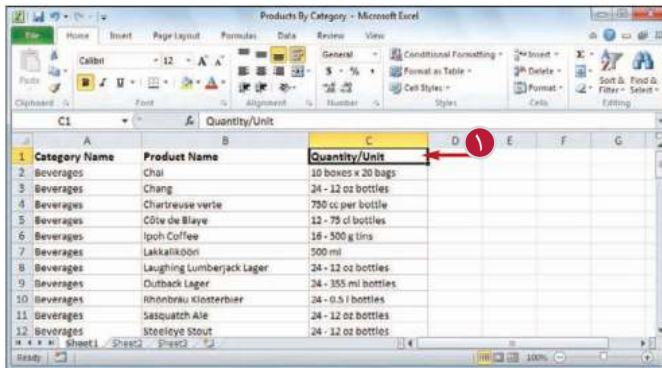 Products By Category - Microsoft Excel
File Home Insert Page Layout Formulas Data Review View
Calibri 12 A A General Conditional Formatting Insert Σ
Paste B I U A $ % , Format as Table Delete Sort & Find &
Cell Styles Format Filter Select
Clipboard Font Alignment Number Styles Cells Editing
C1 fx Quantity/Unit
A B C D E F G
1 Category Name Product Name Quantity/Unit ١
2 Beverages Chai 10 boxes x 20 bags
3 Beverages Chang 24 - 12 oz bottles
4 Beverages Chartreuse verte 750 cc per bottle
5 Beverages Côte de Blaye 12 - 75 cl bottles
6 Beverages Ipoh Coffee 16 - 500 g tins
7 Beverages Lakkalikööri 500 ml
8 Beverages Laughing Lumberjack Lager 24 - 12 oz bottles
9 Beverages Outback Lager 24 - 355 ml bottles
10 Beverages Rhönbräu Klosterbier 24 - 0.5 l bottles
11 Beverages Sasquatch Ale 24 - 12 oz bottles
12 Beverages Steeleye Stout 24 - 12 oz bottles
Sheet1 Sheet2 Sheet3
Ready 100%